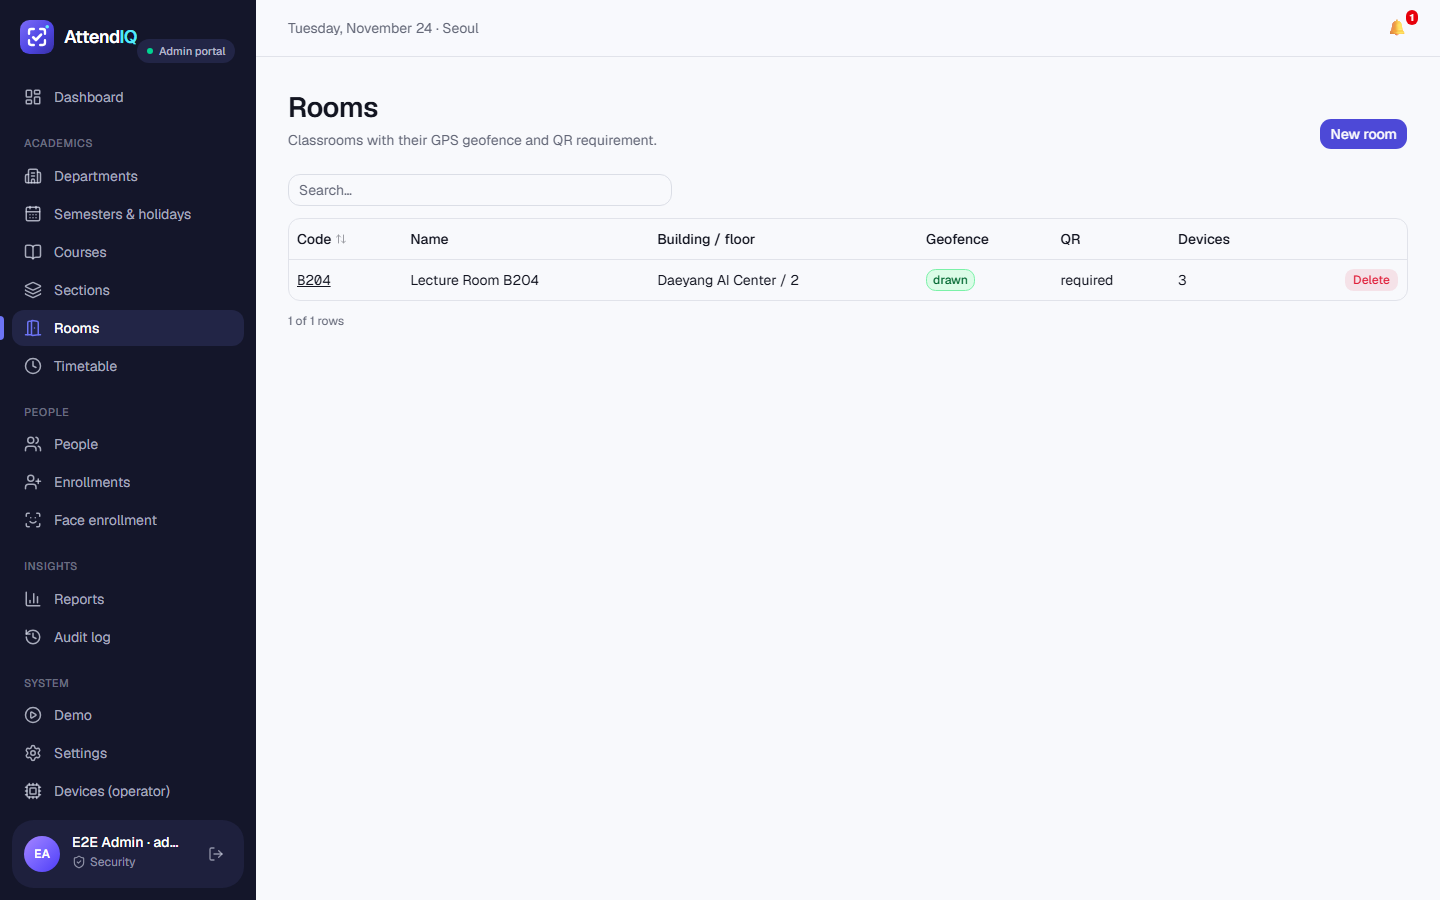 AttendIQ
Admin portal
Dashboard
ACADEMICS
Departments
Semesters & holidays
Courses
Sections
Rooms
Timetable
PEOPLE
People
Enrollments
Face enrollment
INSIGHTS
Reports
Audit log
SYSTEM
Demo
Settings
Devices (operator)
EA
E2E Admin · ad...
Security
Tuesday, November 24 · Seoul
1
Rooms
Classrooms with their GPS geofence and QR requirement.
New room
Search...
Code Name Building / floor Geofence QR Devices
B204 Lecture Room B204 Daeyang AI Center / 2 drawn required 3 Delete
1 of 1 rows